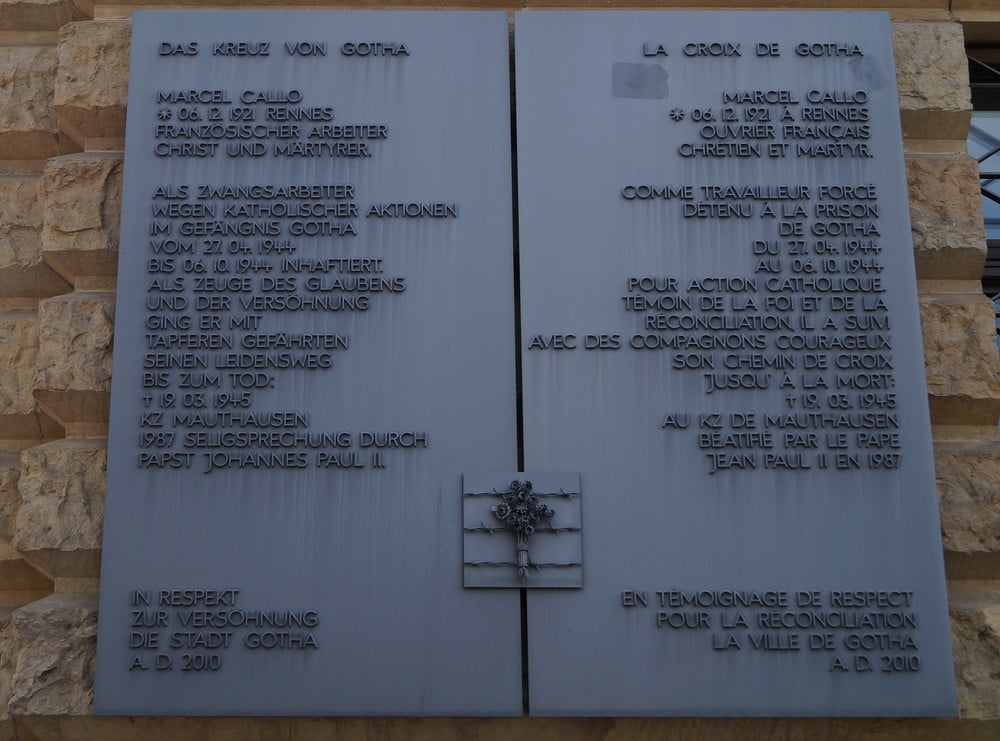 DAS KREUZ VON GOTHA
MARCEL CALLO
* 06. 12. 1921 RENNES
FRANZÖSISCHER ARBEITER
CHRIST UND MÄRTYRER.
ALS ZWANGSARBEITER
WEGEN KATHOLISCHER AKTIONEN
IM GEFÄNGNIS GOTHA
VOM 27. 04. 1944
BIS 06. 10. 1944 INHAFTIERT.
ALS ZEUGE DES GLAUBENS
UND DER VERSÖHNUNG
GING ER MIT
TAPFEREN GEFÄHRTEN
SEINEN LEIDENSWEG
BIS ZUM TOD:
† 19. 03. 1945
KZ MAUTHAUSEN
1987 SELIGSPRECHUNG DURCH
PAPST JOHANNES PAUL II.
IN RESPEKT
ZUR VERSÖHNUNG
DIE STADT GOTHA
A. D. 2010
LA CROIX DE GOTHA
MARCEL CALLO
* 06. 12. 1921 À RENNES
OUVRIER FRANÇAIS
CHRÉTIEN ET MARTYR.
COMME TRAVAILLEUR FORCÉ
DÉTENU À LA PRISON
DE GOTHA
DU 27. 04. 1944
AU 06. 10. 1944
POUR ACTION CATHOLIQUE.
TÉMOIN DE LA FOI ET DE LA
RÉCONCILIATION, IL A SUIVI
AVEC DES COMPAGNONS COURAGEUX
SON CHEMIN DE CROIX
JUSQU' À LA MORT:
† 19. 03. 1945
AU KZ DE MAUTHAUSEN
BÉATIFIÉ PAR LE PAPE
JEAN PAUL II EN 1987
EN TÉMOIGNAGE DE RESPECT
POUR LA RÉCONCILIATION
LA VILLE DE GOTHA
A. D. 2010